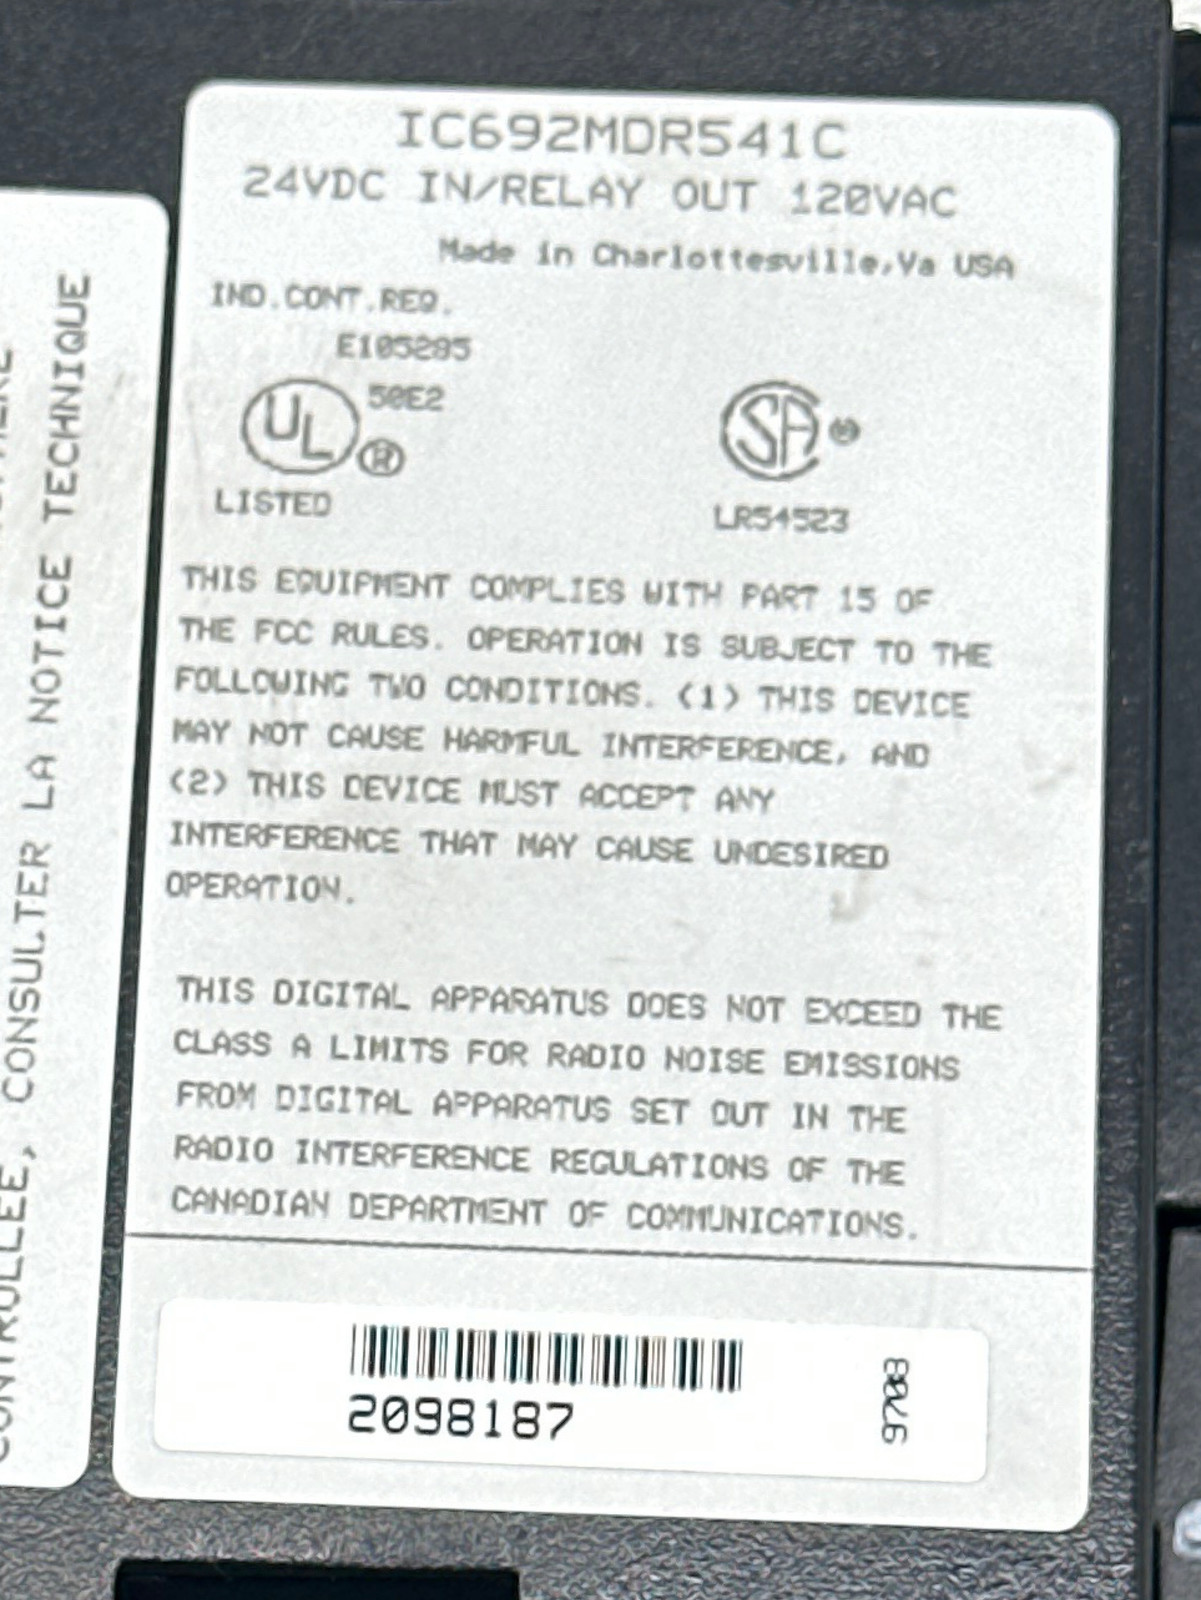 IC692MDR541C
24VDC IN/RELAY OUT 120VAC
Made in Charlottesville,Va USA
IND.CONT.REQ.
E105285
UL 50E2
®
SA
LISTED
LR54523
THIS EQUIPMENT COMPLIES WITH PART 15 OF
THE FCC RULES. OPERATION IS SUBJECT TO THE
FOLLOWING TWO CONDITIONS. (1) THIS DEVICE
MAY NOT CAUSE HARMFUL INTERFERENCE, AND
(2) THIS DEVICE MUST ACCEPT ANY
INTERFERENCE THAT MAY CAUSE UNDESIRED
OPERATION.
THIS DIGITAL APPARATUS DOES NOT EXCEED THE
CLASS A LIMITS FOR RADIO NOISE EMISSIONS
FROM DIGITAL APPARATUS SET OUT IN THE
RADIO INTERFERENCE REGULATIONS OF THE
CANADIAN DEPARTMENT OF COMMUNICATIONS.
2098187
9708
CONTROLLEE, CONSULTER LA NOTICE TECHNIQUE